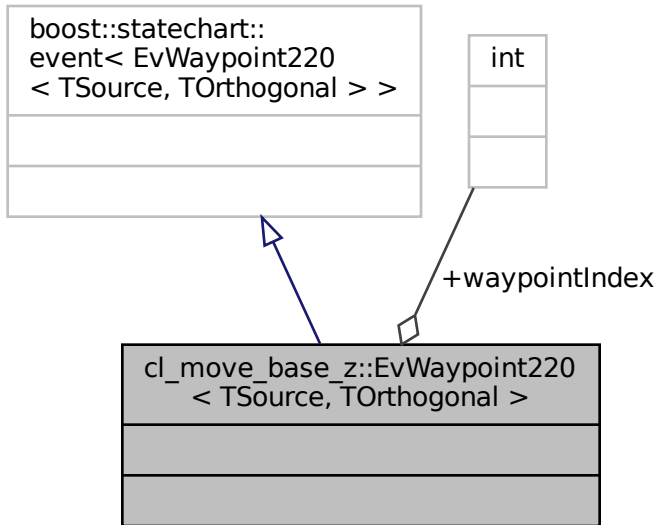 boost::statechart::
event< EvWaypoint220
< TSource, TOrthogonal > >
int
+waypointIndex
cl_move_base_z::EvWaypoint220
< TSource, TOrthogonal >